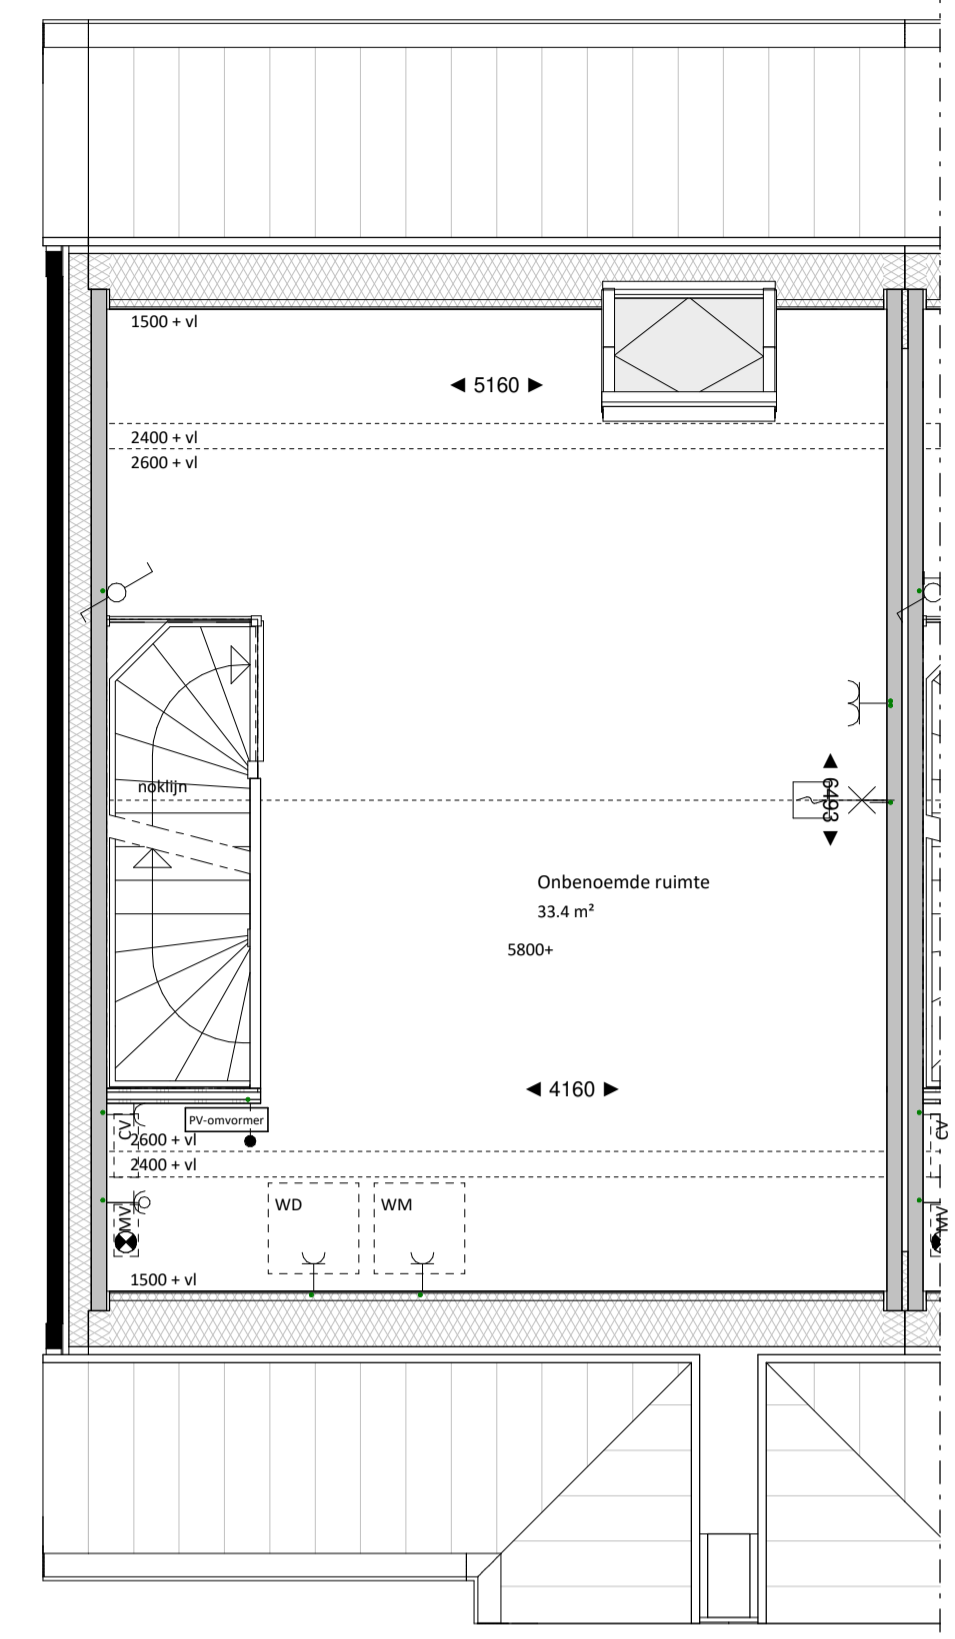 1500 + vl
◄ 5160 ►
2400 + vl
2600 + vl
noklijn
◄ 6493 ►
Onbenoemde ruimte
33.4 m²
5800+
◄ 4160 ►
PV-omvormer
CV
CV
2600 + vl
2400 + vl
WD
WM
MV
MV
1500 + vl